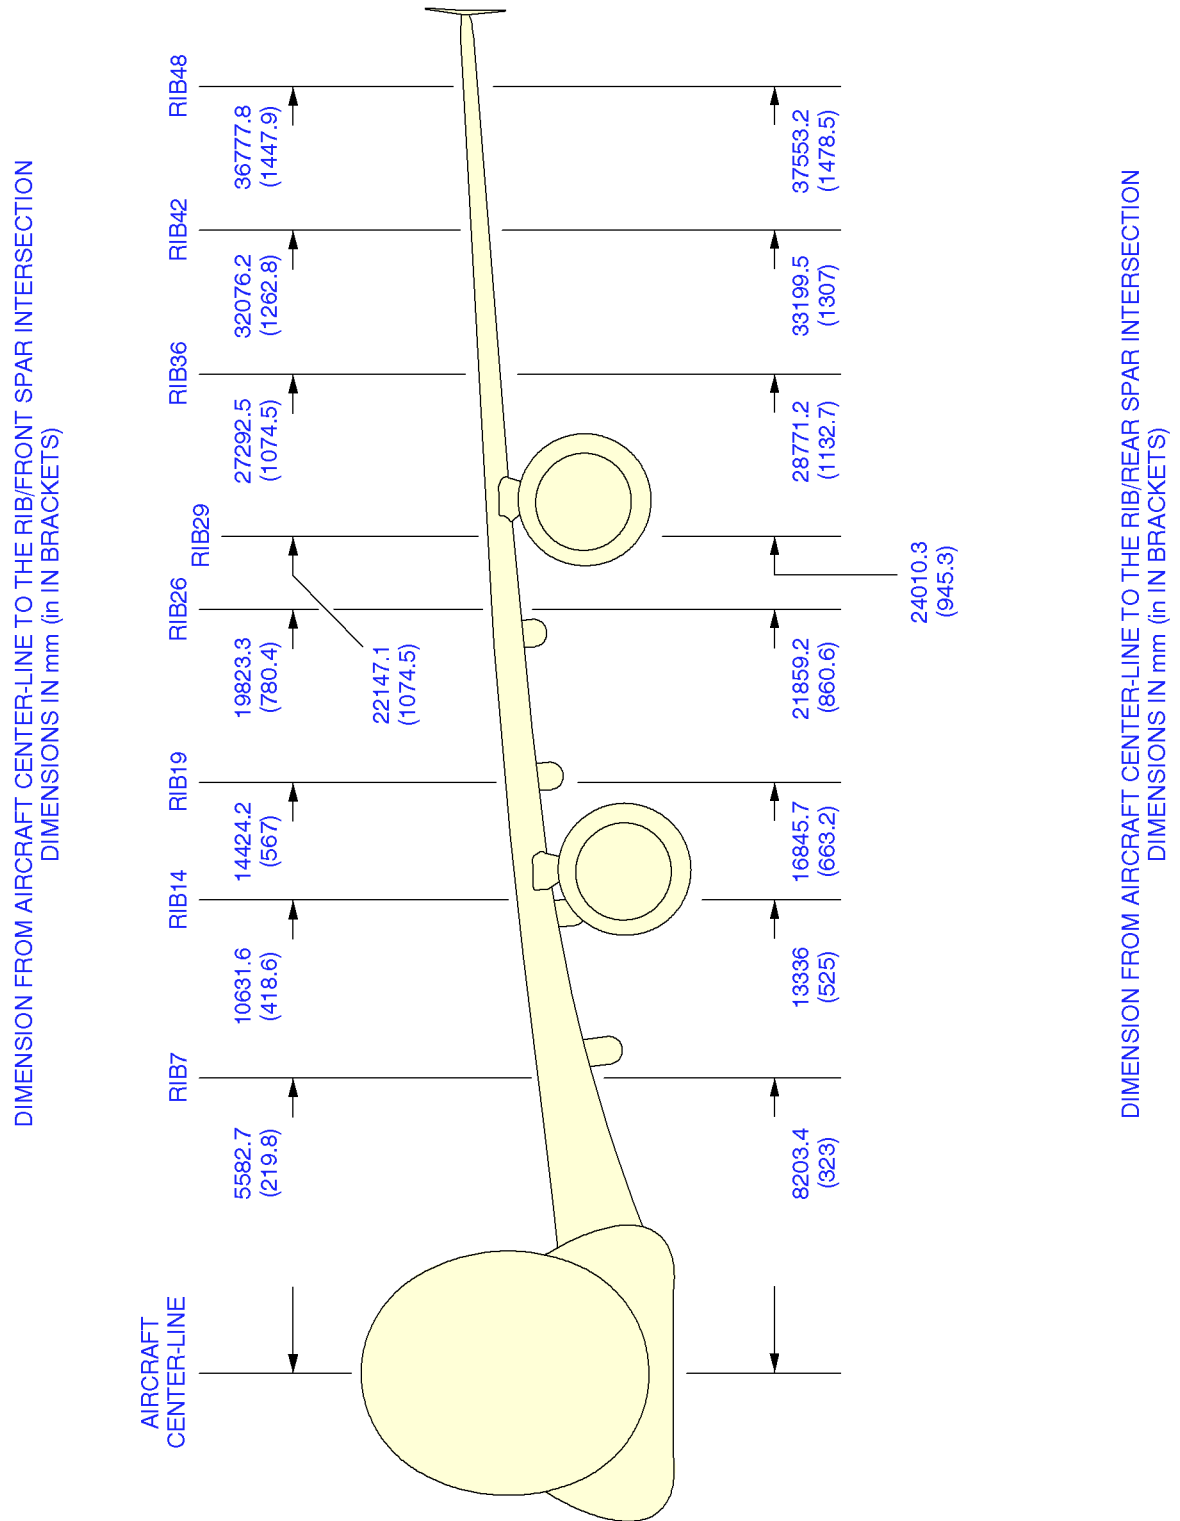 DIMENSION FROM AIRCRAFT CENTER-LINE TO THE RIB/FRONT SPAR INTERSECTION
DIMENSIONS IN mm (in IN BRACKETS)
AIRCRAFT
CENTER-LINE
RIB7
RIB14
RIB19
RIB26
RIB29
RIB36
RIB42
RIB48
5582.7
(219.8)
10631.6
(418.6)
14424.2
(567)
19823.3
(780.4)
22147.1
(1074.5)
27292.5
(1074.5)
32076.2
(1262.8)
36777.8
(1447.9)
8203.4
(323)
13336
(525)
16845.7
(663.2)
21859.2
(860.6)
24010.3
(945.3)
28771.2
(1132.7)
33199.5
(1307)
37553.2
(1478.5)
DIMENSION FROM AIRCRAFT CENTER-LINE TO THE RIB/REAR SPAR INTERSECTION
DIMENSIONS IN mm (in IN BRACKETS)